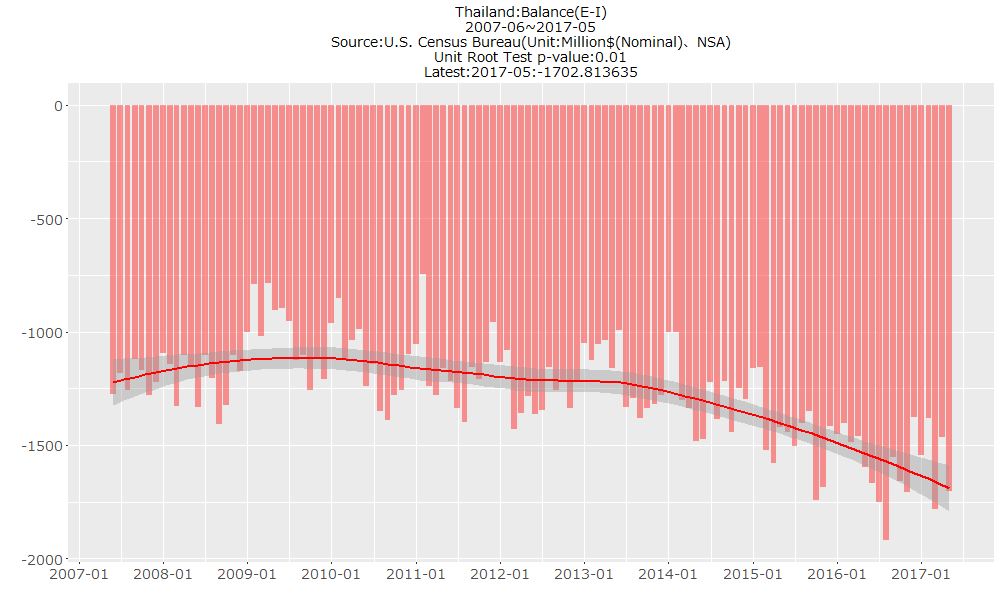 Thailand:Balance(E-I)
2007-06~2017-05
Source:U.S. Census Bureau(Unit:Million$(Nominal)、NSA)
Unit Root Test p-value:0.01
Latest:2017-05:-1702.813635
0
-500
-1000
-1500
-2000
2007-01 2008-01 2009-01 2010-01 2011-01 2012-01 2013-01 2014-01 2015-01 2016-01 2017-01